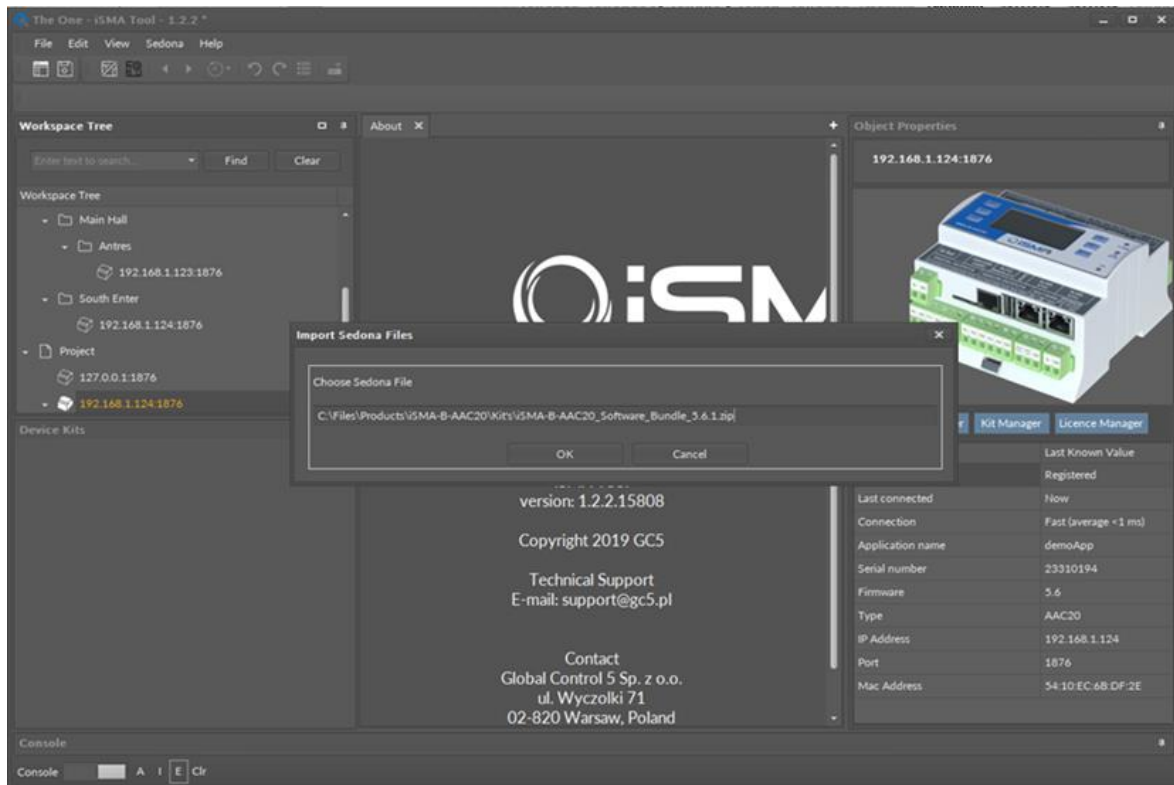 The One - iSMA Tool - 1.2.2 *
File Edit View Sedona Help
Workspace Tree
Enter text to search...
Find
Clear
Workspace Tree
Main Hall
Antres
192.168.1.123:1876
South Enter
192.168.1.124:1876
Project
127.0.0.1:1876
192.168.1.124:1876
Device Kits
About
iSM
Import Sedona Files
Choose Sedona File
C:\Files\Products\iSMA-B-AAC20\Kits\iSMA-B-AAC20_Software_Bundle_5.6.1.zip
OK
Cancel
version: 1.2.2.15808
Copyright 2019 GC5
Technical Support
E-mail: support@gc5.pl
Contact
Global Control 5 Sp. z o.o.
ul. Wyczolki 71
02-820 Warsaw, Poland
Object Properties
192.168.1.124:1876
iSMA
Kit Manager
Licence Manager
Last Known Value
Registered
Last connected Now
Connection Fast (average <1 ms)
Application name demoApp
Serial number 23310194
Firmware 5.6
Type AAC20
IP Address 192.168.1.124
Port 1876
Mac Address 54:10:EC:6B:DF:2E
Console
Console A I E Clr